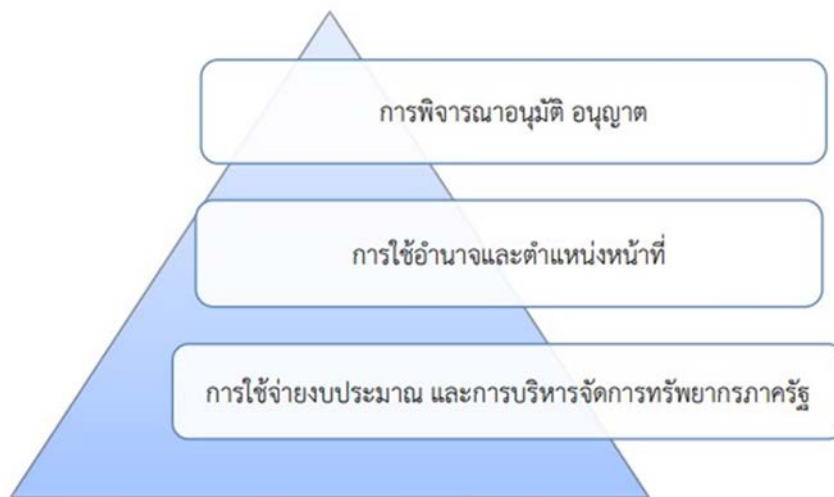 การพิจารณาอนุมัติ อนุญาต
การใช้อำนาจและตำแหน่งหน้าที่
การใช้จ่ายงบประมาณ และการบริหารจัดการทรัพยากรภาครัฐ